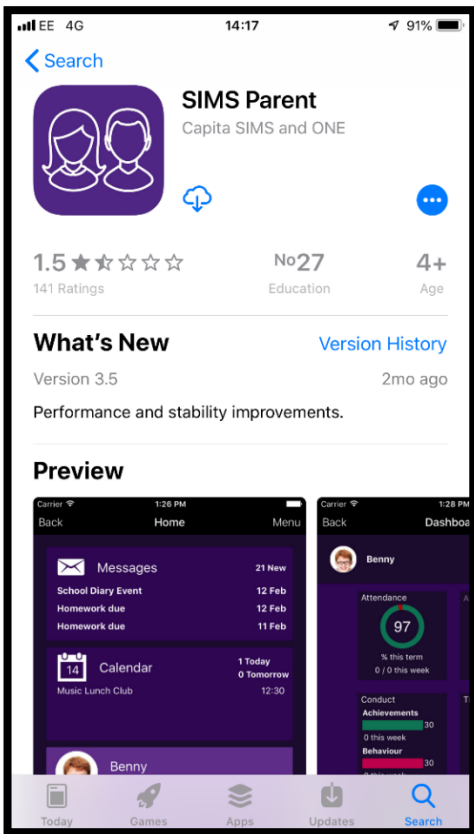 EE 4G 14:17 91%
Search
SIMS Parent
Capita SIMS and ONE
1.5 No27 4+
141 Ratings Education Age
What's New Version History
Version 3.5 2mo ago
Performance and stability improvements.
Preview
Carrier 1:26 PM
Back Home Menu
Messages 21 New
School Diary Event 12 Feb
Homework due 12 Feb
Homework due 11 Feb
14 Calendar 1 Today
0 Tomorrow
Music Lunch Club 12:30
Benny
Carrier 1:28 PM
Back Dashboa
Benny
Attendance
97
% this term
0 / 0 this week
Conduct
Achievements
30
0 this week
Behaviour
30
Today Games Apps Updates Search